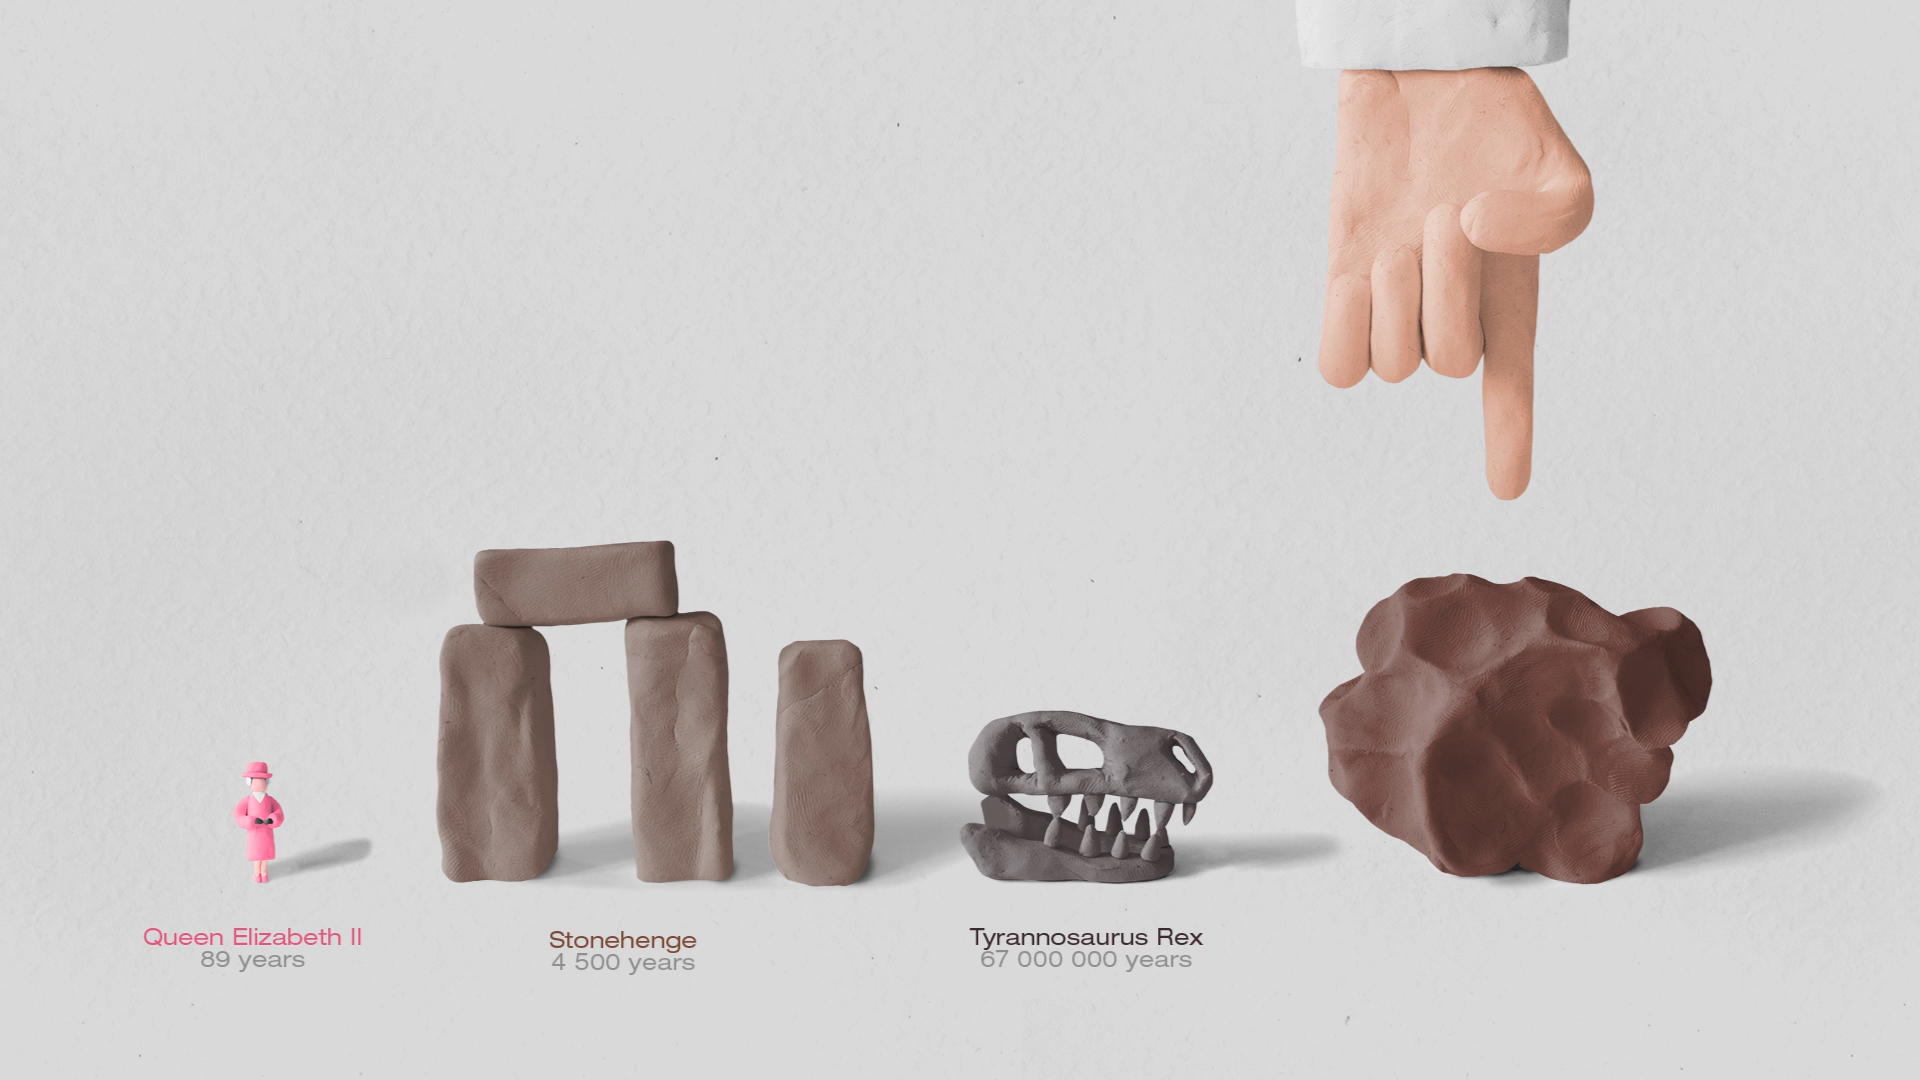 Queen Elizabeth II
89 years
Stonehenge
4 500 years
Tyrannosaurus Rex
67 000 000 years